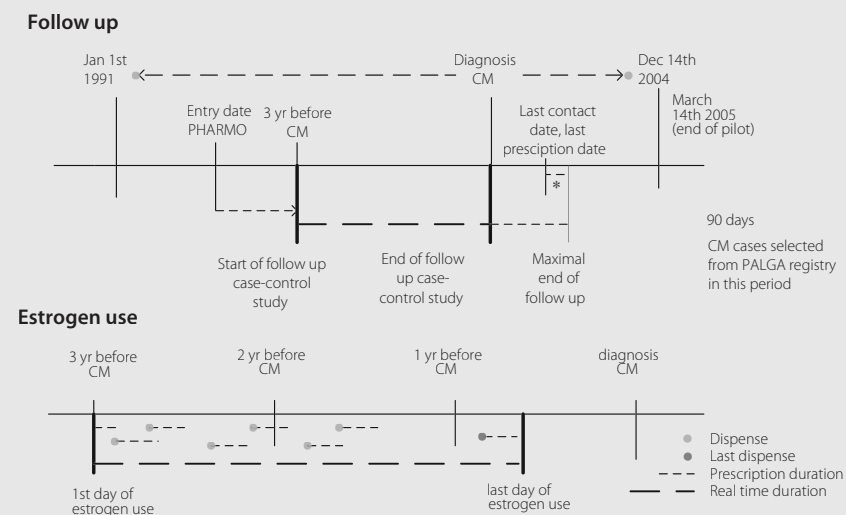 Follow up
Jan 1st
1991
Diagnosis
CM
Dec 14th
2004
March
14th 2005
(end of pilot)
Entry date
PHARMO
3 yr before
CM
Last contact
date, last
presciption date
*
Start of follow up
case-control
study
End of follow
up case-
control study
Maximal
end of
follow up
90 days
CM cases selected
from PALGA registry
in this period
Estrogen use
3 yr before
CM
2 yr before
CM
1 yr before
CM
diagnosis
CM
1st day of
estrogen use
last day of
estrogen use
Dispense
Last dispense
Prescription duration
Real time duration